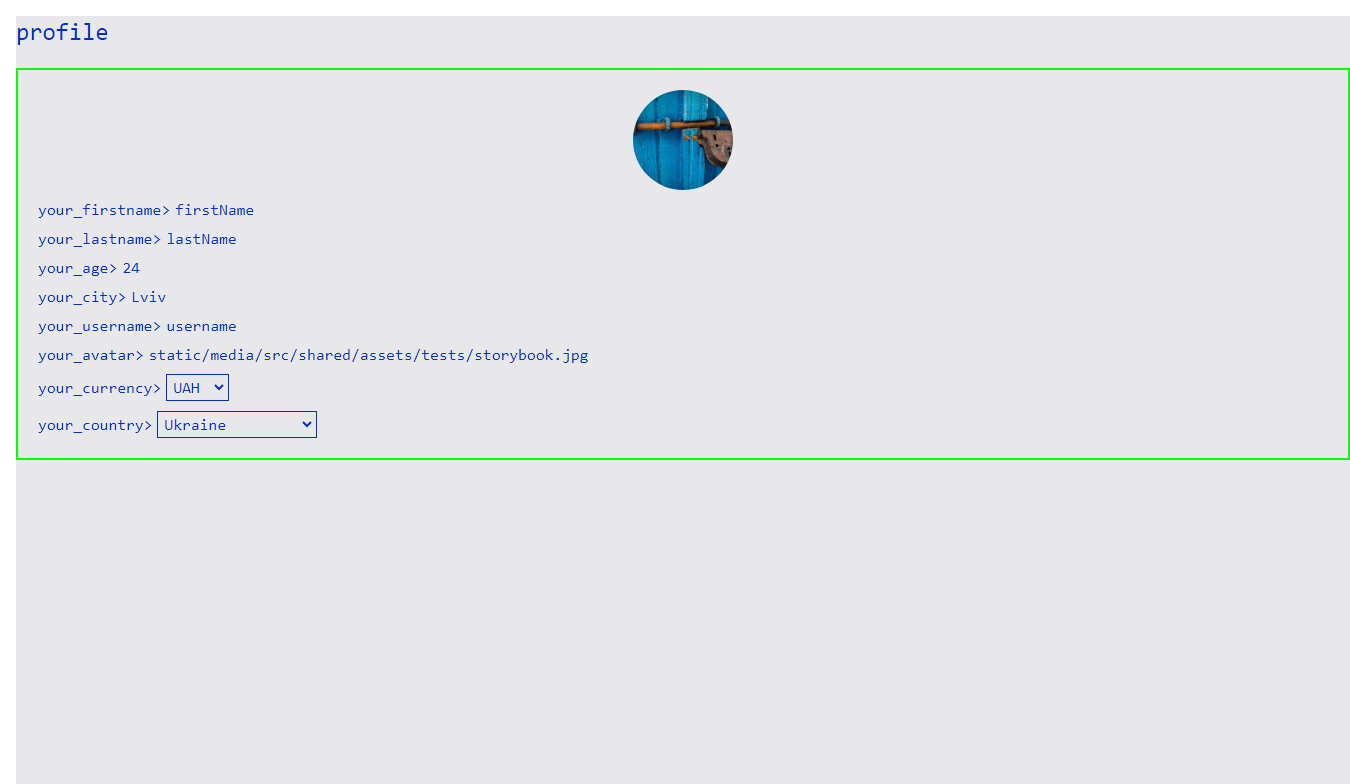 profile
your_firstname> firstName
your_lastname> lastName
your_age> 24
your_city> Lviv
your_username> username
your_avatar> static/media/src/shared/assets/tests/storybook.jpg
your_currency> UAH
your_country> Ukraine